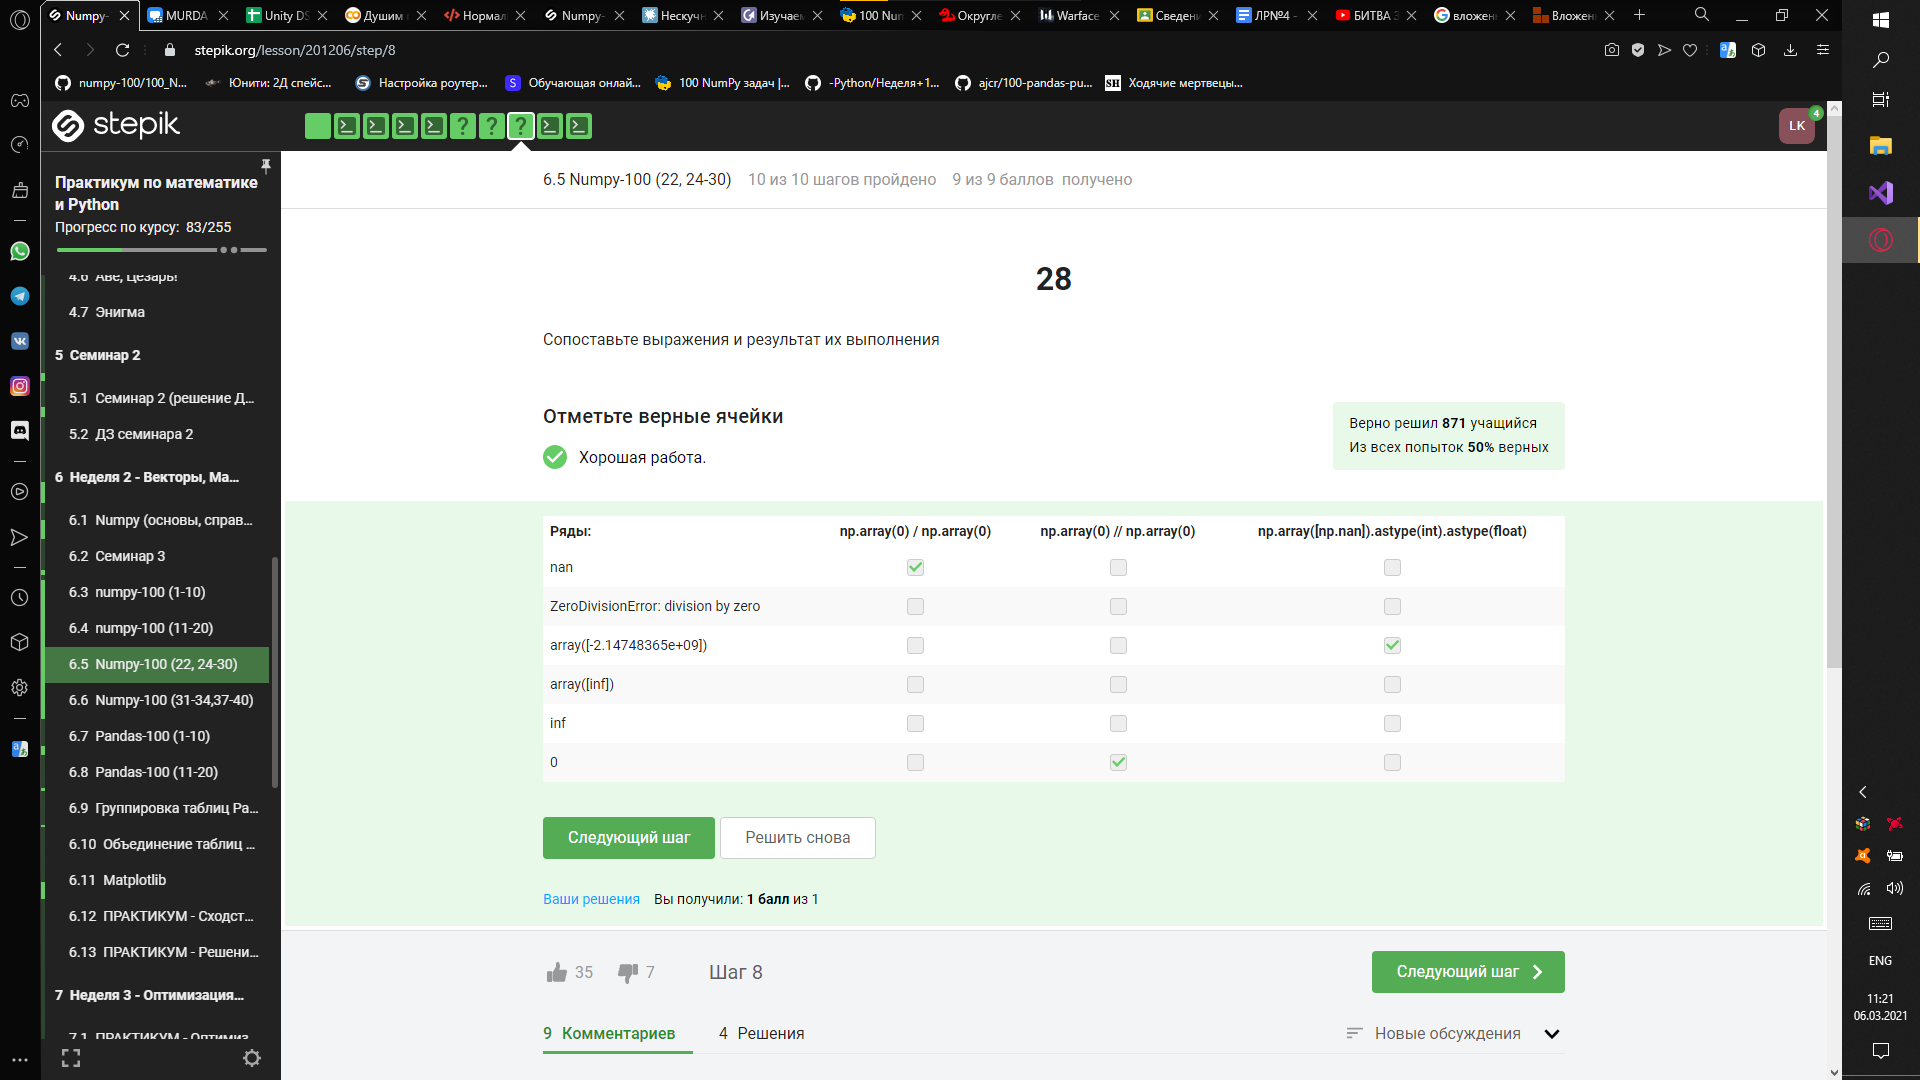 Numpy-
MURDA
Unity DS
Душим
Нормал
Numpy-
Нескуч
Изучаем
100 Num
Округле
Warface
Сведени
ЛР№4 -
БИТВА З
вложен
Вложен
stepik.org/lesson/201206/step/8
numpy-100/100_N...
Юнити: 2Д спейс...
Настройка роутер...
Обучающая онлай...
100 NumPy задач |...
-Python/Неделя+1...
ajcr/100-pandas-pu...
SH Ходячие мертвецы...
stepik
LK
4
Практикум по математике
и Python
Прогресс по курсу: 83/255
4.6 Аве, Цезарь!
4.7 Энигма
5 Семинар 2
5.1 Семинар 2 (решение Д...
5.2 ДЗ семинара 2
6 Неделя 2 - Векторы, Ма...
6.1 Numpy (основы, справ...
6.2 Семинар 3
6.3 numpy-100 (1-10)
6.4 numpy-100 (11-20)
6.5 Numpy-100 (22, 24-30)
6.6 Numpy-100 (31-34,37-40)
6.7 Pandas-100 (1-10)
6.8 Pandas-100 (11-20)
6.9 Группировка таблиц Pa...
6.10 Объединение таблиц ...
6.11 Matplotlib
6.12 ПРАКТИКУМ - Сходст...
6.13 ПРАКТИКУМ - Решени...
7 Неделя 3 - Оптимизация...
7.1 ПРАКТИКУМ - Оптимиз...
6.5 Numpy-100 (22, 24-30) 10 из 10 шагов пройдено 9 из 9 баллов получено
28
Сопоставьте выражения и результат их выполнения
Отметьте верные ячейки
Хорошая работа.
Верно решил 871 учащийся
Из всех попыток 50% верных
Ряды: np.array(0) / np.array(0) np.array(0) // np.array(0) np.array([np.nan]).astype(int).astype(float)
nan
ZeroDivisionError: division by zero
array([-2.14748365e+09])
array([inf])
inf
0
Следующий шаг
Решить снова
Ваши решения Вы получили: 1 балл из 1
35 7 Шаг 8
Следующий шаг
9 Комментариев 4 Решения
Новые обсуждения
ENG
11:21
06.03.2021